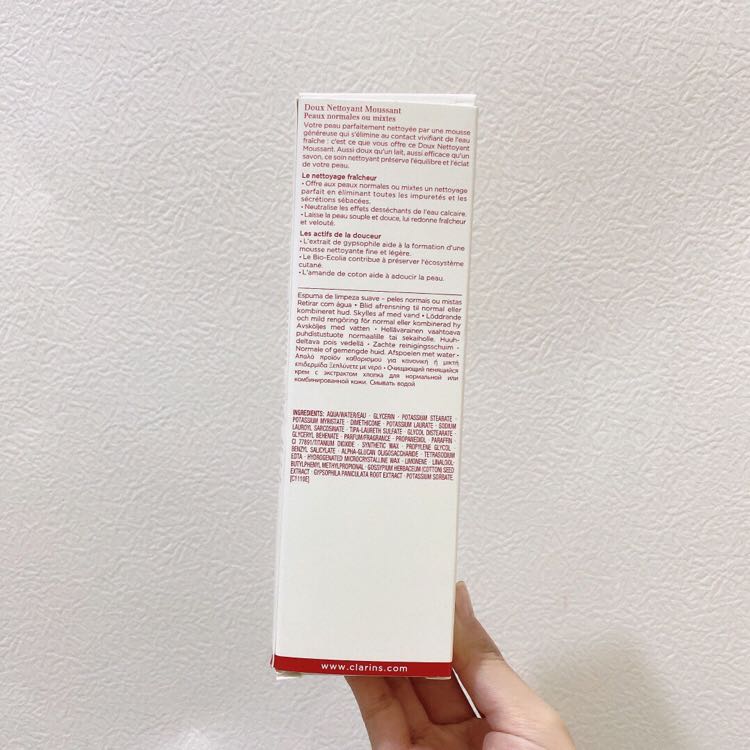 Doux Nettoyant Moussant
Peaux normales ou mixtes
Votre peau parfaitement nettoyée par une mousse
généreuse qui s'élimine au contact vivifiant de l'eau
fraîche : c'est ce que vous offre ce Doux Nettoyant
Moussant. Aussi doux qu'un lait, aussi efficace qu'un
savon, ce soin nettoyant préserve l'équilibre et l'éclat
de votre peau.
Le nettoyage fraîcheur
• Offre aux peaux normales ou mixtes un nettoyage
parfait en éliminant toutes les impuretés et les
sécrétions sébacées.
• Neutralise les effets desséchants de l'eau calcaire.
• Laisse la peau souple et douce, lui redonne fraîcheur
et velouté.
Les actifs de la douceur
• L'extrait de gypsophile aide à la formation d'une
mousse nettoyante fine et légère.
• Le Bio-Ecolia contribue à préserver l'écosystème
cutané.
• L'amande de coton aide à adoucir la peau.
Espuma de limpeza suave - peles normais ou mistas
Retirar com água • Blid afrensning til normal eller
kombineret hud. Skylles af med vand • Löddrande
och mild rengöring för normal eller kombinerad hy
Avsköljes med vatten • Hellävarainen vaahtoava
puhdistustuote normaalille tai sekaiholle. Huuh-
deltava pois vedellä • Zachte reinigingsschuim -
Normale of gemengde huid. Afspoelen met water •
Απαλό προϊόν καθαρισμού για κανονική ή μικτή
επιδερμίδα Ξεπλύνετε με νερό • Очищающий пенящийся
крем с экстрактом хлопка для нормальной или
комбинированной кожи. Смывать водой
INGREDIENTS: AQUA/WATER/EAU · GLYCERIN · POTASSIUM STEARATE ·
POTASSIUM MYRISTATE · DIMETHICONE · POTASSIUM LAURATE · SODIUM
LAUROYL SARCOSINATE · TIPA-LAURETH SULFATE · GLYCOL DISTEARATE ·
GLYCERYL BEHENATE · PARFUM/FRAGRANCE · PROPANEDIOL · PARAFFIN ·
CI 77891/TITANIUM DIOXIDE · SYNTHETIC WAX · PROPYLENE GLYCOL ·
BENZYL SALICYLATE · ALPHA-GLUCAN OLIGOSACCHARIDE · TETRASODIUM
EDTA · HYDROGENATED MICROCRYSTALLINE WAX · LIMONENE · LINALOOL·
BUTYLPHENYL METHYLPROPIONAL · GOSSYPIUM HERBACEUM (COTTON) SEED
EXTRACT · GYPSOPHILA PANICULATA ROOT EXTRACT · POTASSIUM SORBATE.
[C1110E]
www.clarins.com